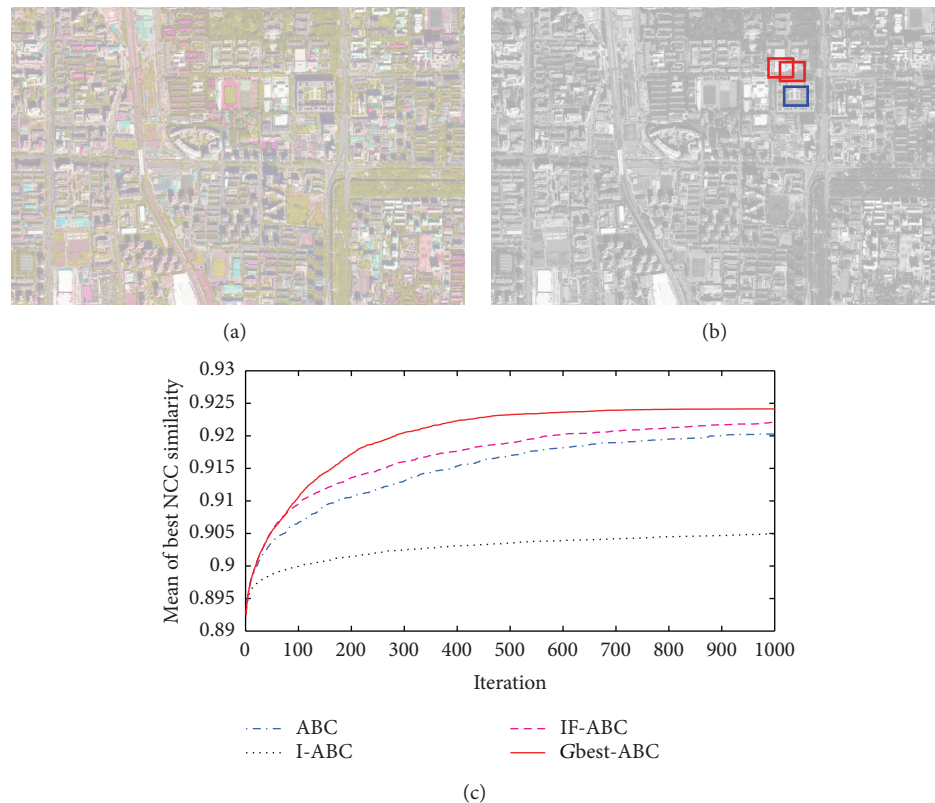 (a)
(b)
0.93
0.925
0.92
0.915
0.91
0.905
0.9
0.895
0.89
Mean of best NCC similarity
0 100 200 300 400 500 600 700 800 900 1000
Iteration
ABC
IF-ABC
I-ABC
Gbest-ABC
(c)